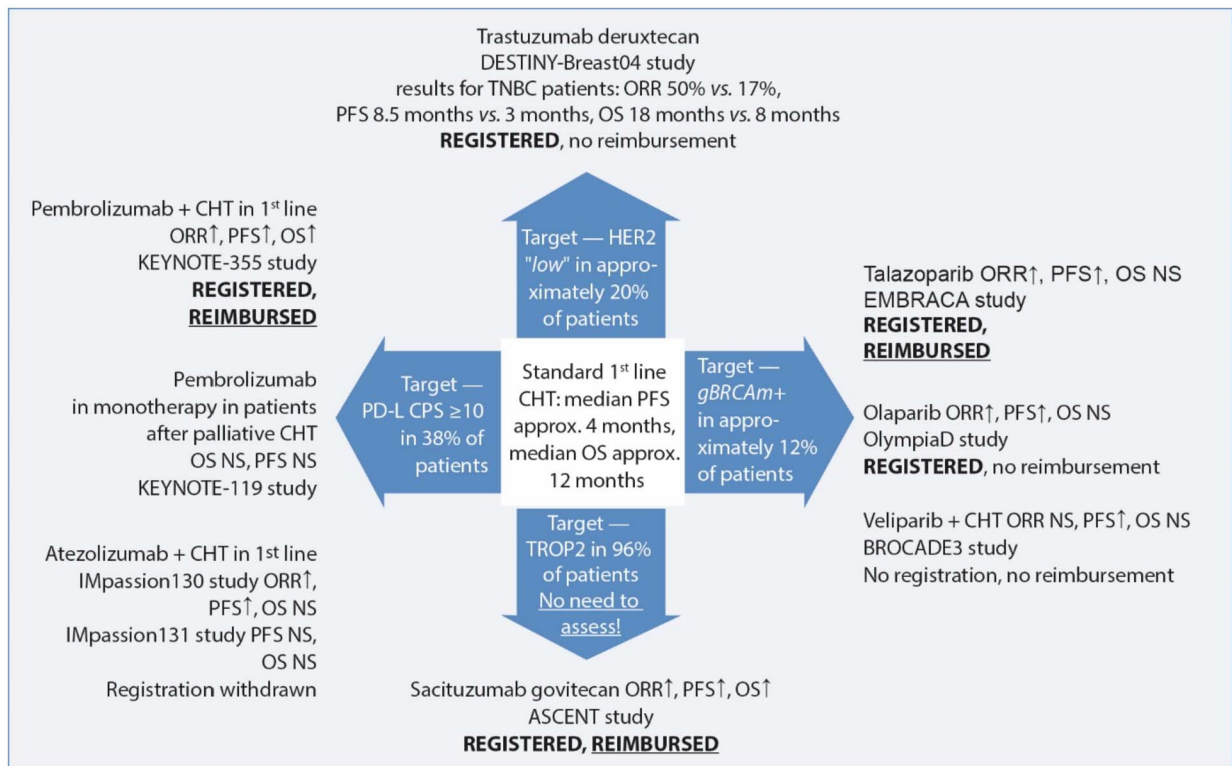 Trastuzumab deruxtecan
DESTINY-Breast04 study
results for TNBC patients: ORR 50% vs. 17%,
PFS 8.5 months vs. 3 months, OS 18 months vs. 8 months
REGISTERED, no reimbursement
Pembrolizumab + CHT in 1st line
ORR↑, PFS↑, OS↑
KEYNOTE-355 study
REGISTERED,
REIMBURSED
Pembrolizumab
in monotherapy in patients
after palliative CHT
OS NS, PFS NS
KEYNOTE-119 study
Atezolizumab + CHT in 1st line
IMpassion130 study ORR↑,
PFS↑, OS NS
IMpassion131 study PFS NS,
OS NS
Registration withdrawn
Target — HER2
"low" in appro-
ximately 20%
of patients
Target —
PD-L CPS ≥10
in 38% of
patients
Standard 1st line
CHT: median PFS
approx. 4 months,
median OS approx.
12 months
Target —
gBRCAm+
in appro-
ximately 12%
of patients
Target —
TROP2 in 96%
of patients
No need to
assess!
Talazoparib ORR↑, PFS↑, OS NS
EMBRACA study
REGISTERED,
REIMBURSED
Olaparib ORR↑, PFS↑, OS NS
OlympiaD study
REGISTERED, no reimbursement
Veliparib + CHT ORR NS, PFS↑, OS NS
BROCADE3 study
No registration, no reimbursement
Sacituzumab govitecan ORR↑, PFS↑, OS↑
ASCENT study
REGISTERED, REIMBURSED